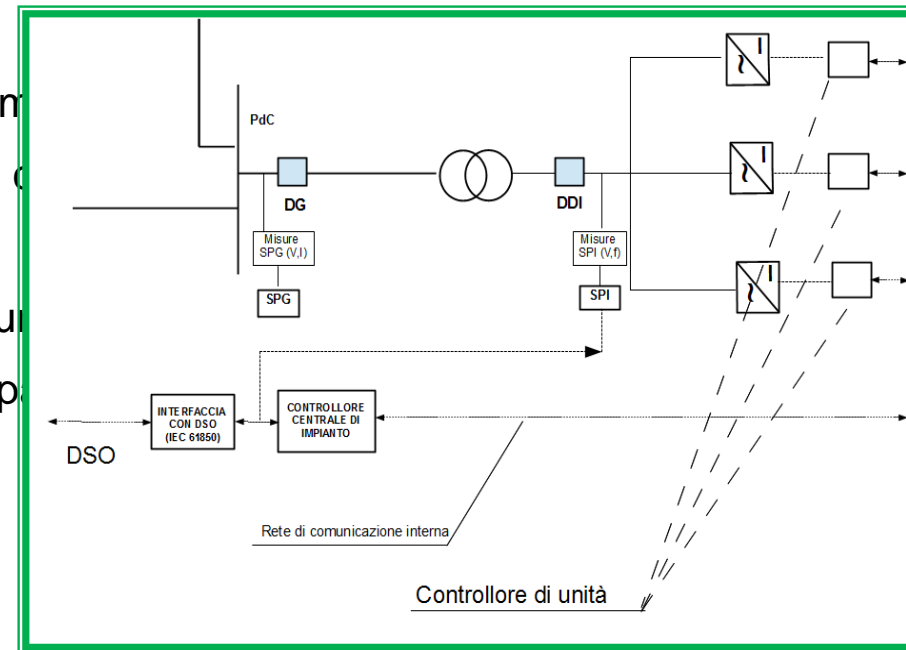 PdC
DG
DDI
Misure
SPG (V,I)
SPG
Misure
SPI (V,f)
SPI
I
~
I
~
I
~
INTERFACCIA
CON DSO
(IEC 61850)
CONTROLLORE
CENTRALE DI
IMPIANTO
DSO
Rete di comunicazione interna
Controllore di unità